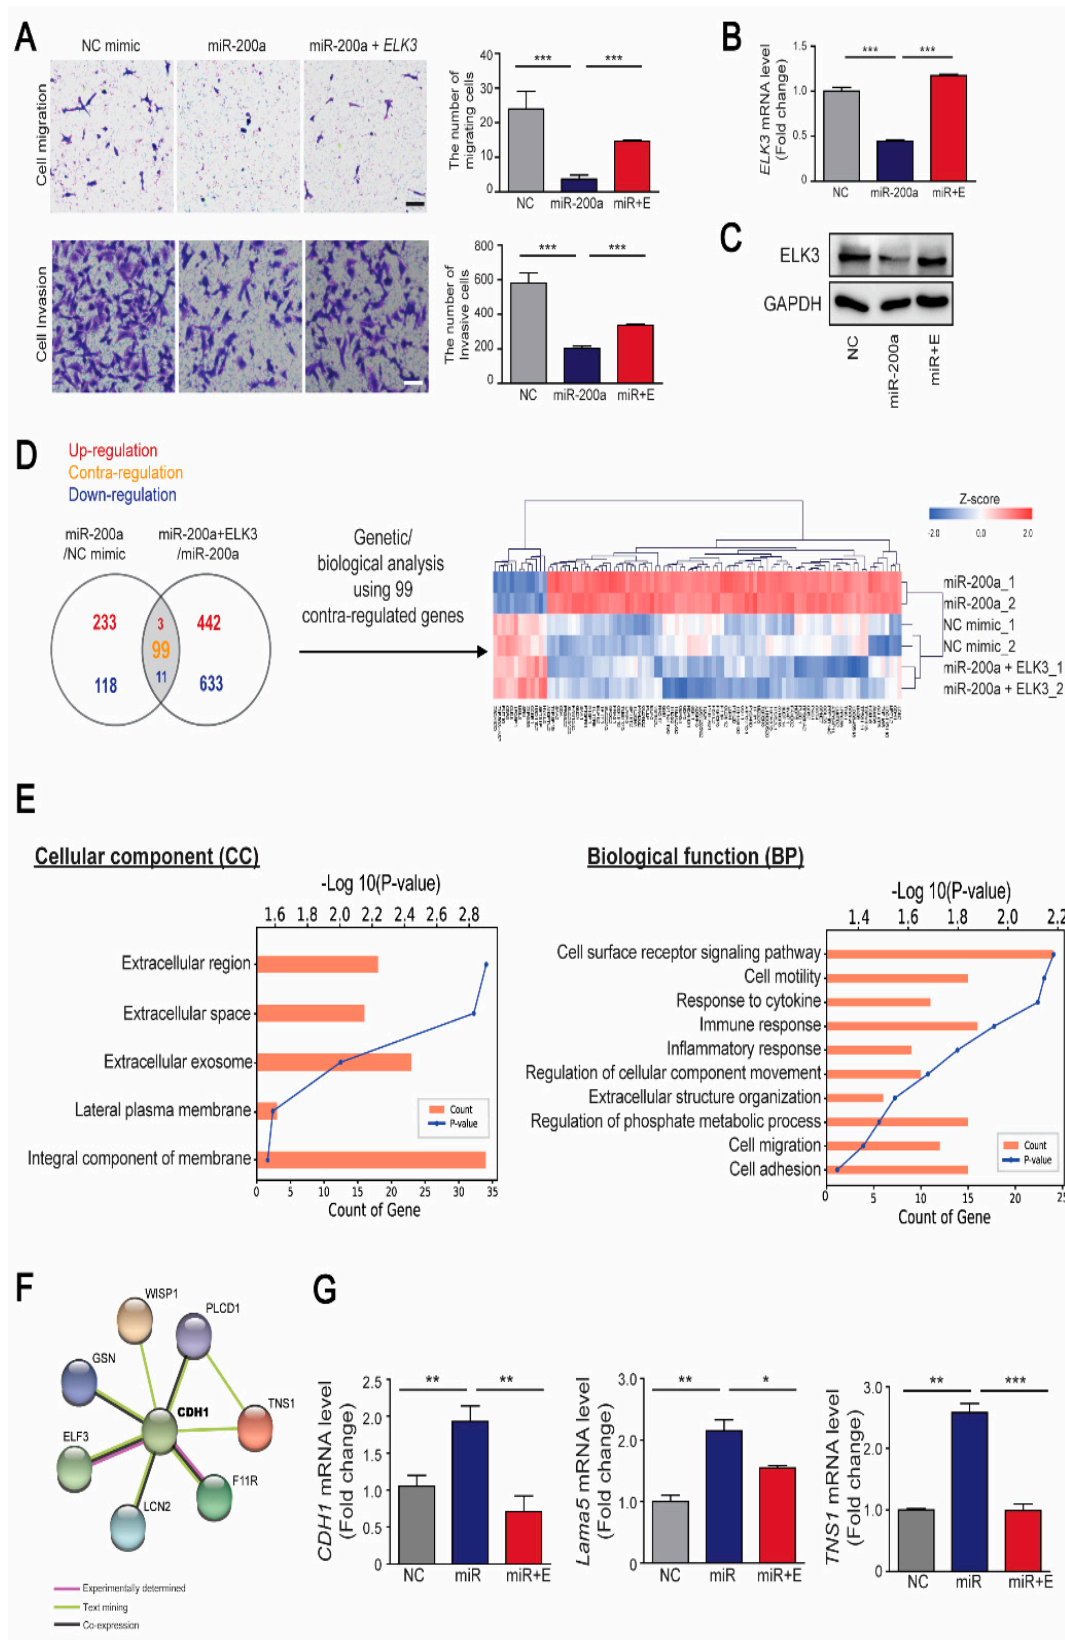 A
NC mimic
miR-200a
miR-200a + ELK3
Cell migration
The number of
migrating cells
40
30
20
10
0
***
***
NC
miR-200a
miR+E
Cell Invasion
The number of
Invasive cells
800
600
400
200
0
***
***
NC
miR-200a
miR+E
B
ELK3 mRNA level
(Fold change)
1.5
1.0
0.5
0
***
***
NC
miR-200a
miR+E
C
ELK3
GAPDH
NC
miR-200a
miR+E
D
Up-regulation
Contra-regulation
Down-regulation
miR-200a
/NC mimic
miR-200a+ELK3
/miR-200a
233
3
442
99
118
11
633
Genetic/
biological analysis
using 99
contra-regulated genes
Z-score
-2.0
0.0
2.0
miR-200a_1
miR-200a_2
NC mimic_1
NC mimic_2
miR-200a + ELK3_1
miR-200a + ELK3_2
E
Cellular component (CC)
-Log 10(P-value)
1.6 1.8 2.0 2.2 2.4 2.6 2.8
Extracellular region
Extracellular space
Extracellular exosome
Lateral plasma membrane
Integral component of membrane
Count
P-value
0 5 10 15 20 25 30 35
Count of Gene
Biological function (BP)
-Log 10(P-value)
1.4 1.6 1.8 2.0 2.2
Cell surface receptor signaling pathway
Cell motility
Response to cytokine
Immune response
Inflammatory response
Regulation of cellular component movement
Extracellular structure organization
Regulation of phosphate metabolic process
Cell migration
Cell adhesion
Count
P-value
0 5 10 15 20 25
Count of Gene
F
WISP1
PLCD1
GSN
CDH1
TNS1
ELF3
F11R
LCN2
Experimentally determined
Text mining
Co-expression
G
CDH1 mRNA level
(Fold change)
2.5
2.0
1.5
1.0
0.5
0
**
**
NC
miR
miR+E
Lama5 mRNA level
(Fold change)
3.0
2.0
1.0
0
**
*
NC
miR
miR+E
TNS1 mRNA level
(Fold change)
3.0
2.0
1.0
0
**
***
NC
miR
miR+E